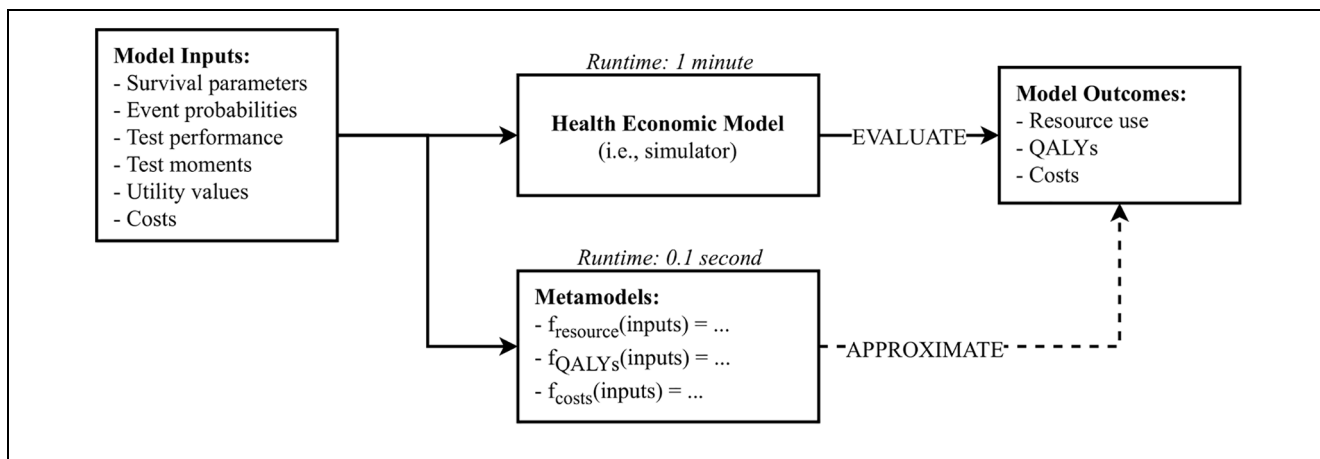 Model Inputs:
- Survival parameters
- Event probabilities
- Test performance
- Test moments
- Utility values
- Costs
Runtime: 1 minute
Health Economic Model
(i.e., simulator)
EVALUATE
Model Outcomes:
- Resource use
- QALYs
- Costs
Runtime: 0.1 second
Metamodels:
- fresource(inputs) = ...
- fQALYs(inputs) = ...
- fcosts(inputs) = ...
APPROXIMATE